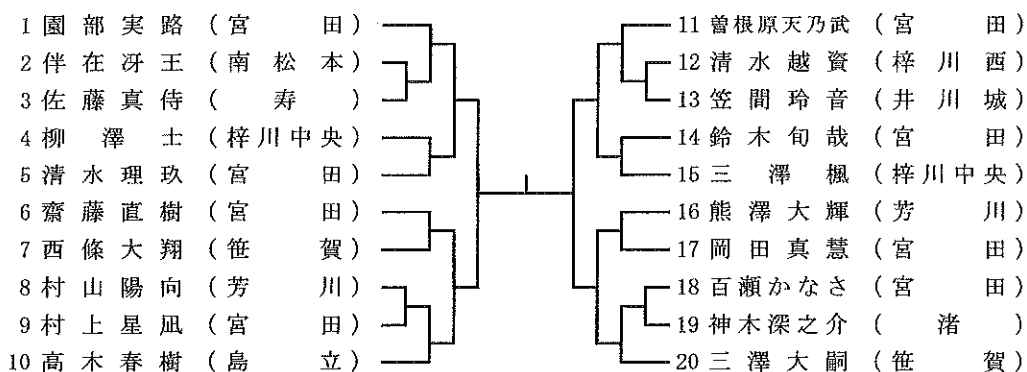 1 園部実路 (宮田)
2 伴在冴王 (南松本)
3 佐藤真侍 (寿)
4 柳澤士 (梓川中央)
5 清水理玖 (宮田)
6 齋藤直樹 (宮田)
7 西條大翔 (笹賀)
8 村山陽向 (芳川)
9 村上星凪 (宮田)
10 高木春樹 (島立)
11 曽根原天乃武 (宮田)
12 清水越資 (梓川西)
13 笠間玲音 (井川城)
14 鈴木旬哉 (宮田)
15 三澤楓 (梓川中央)
16 熊澤大輝 (芳川)
17 岡田真慧 (宮田)
18 百瀬かなさ (宮田)
19 神木深之介 (渚)
20 三澤大嗣 (笹賀)